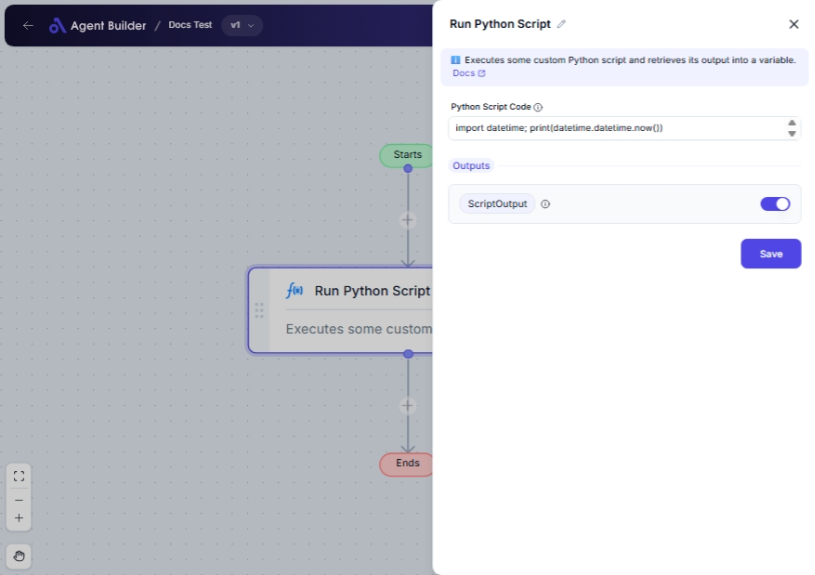 Agent Builder / Docs Test v1
Starts
Run Python Script
Executes some custom
Ends
Run Python Script
Executes some custom Python script and retrieves its output into a variable.
Docs
Python Script Code
import datetime; print(datetime.datetime.now())
Outputs
ScriptOutput
Save